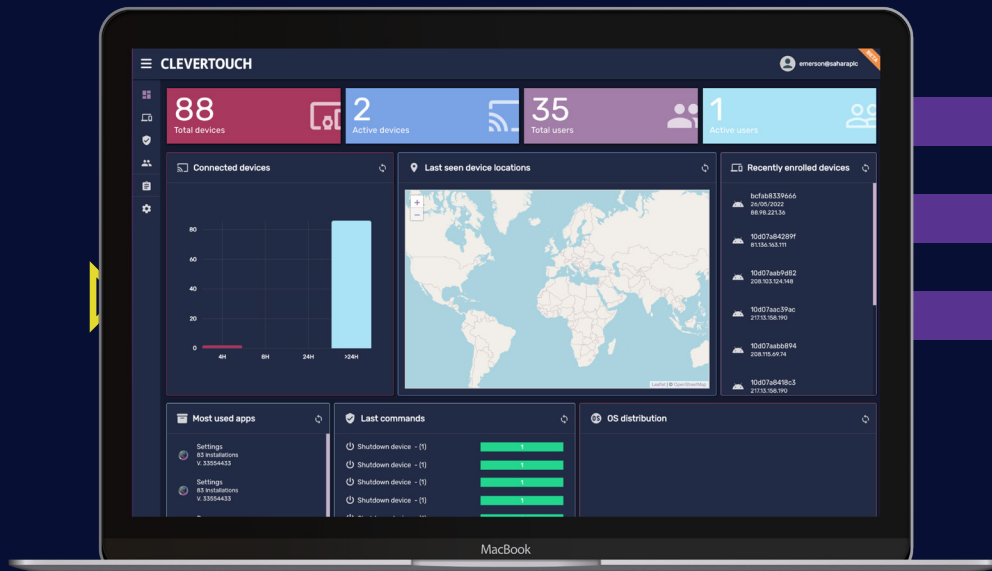 CLEVERTOUCH
emerson@saharaplc
BETA
88
Total devices
2
Active devices
35
Total users
1
Active users
Connected devices
80
60
40
20
0
4H 8H 24H >24H
Last seen device locations
+
−
Leaflet | © OpenStreetMap
Recently enrolled devices
bcfab8339666
26/05/2022
88.98.221.36
10d07a84289f
81.136.163.111
10d07aab9d82
208.103.124.148
10d07aac39ac
217.13.158.190
10d07aabb894
208.115.69.74
10d07a8418c3
217.13.158.190
Most used apps
Settings
83 Installations
V. 33554433
Settings
83 Installations
V. 33554433
Last commands
Shutdown device - (1) 1
Shutdown device - (1) 1
Shutdown device - (1) 1
Shutdown device - (1) 1
OS OS distribution
MacBook